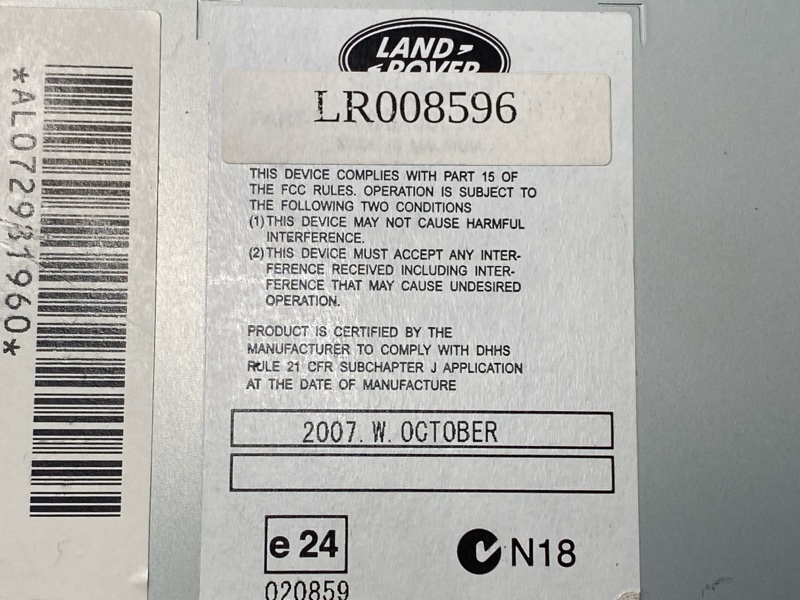 *AL0729B1960*
LAND
ROVER
LR008596
THIS DEVICE COMPLIES WITH PART 15 OF
THE FCC RULES. OPERATION IS SUBJECT TO
THE FOLLOWING TWO CONDITIONS
(1) THIS DEVICE MAY NOT CAUSE HARMFUL
INTERFERENCE.
(2) THIS DEVICE MUST ACCEPT ANY INTER-
FERENCE RECEIVED INCLUDING INTER-
FERENCE THAT MAY CAUSE UNDESIRED
OPERATION.
PRODUCT IS CERTIFIED BY THE
MANUFACTURER TO COMPLY WITH DHHS
RULE 21 CFR SUBCHAPTER J APPLICATION
AT THE DATE OF MANUFACTURE
2007. W. OCTOBER
e 24
020859
N18